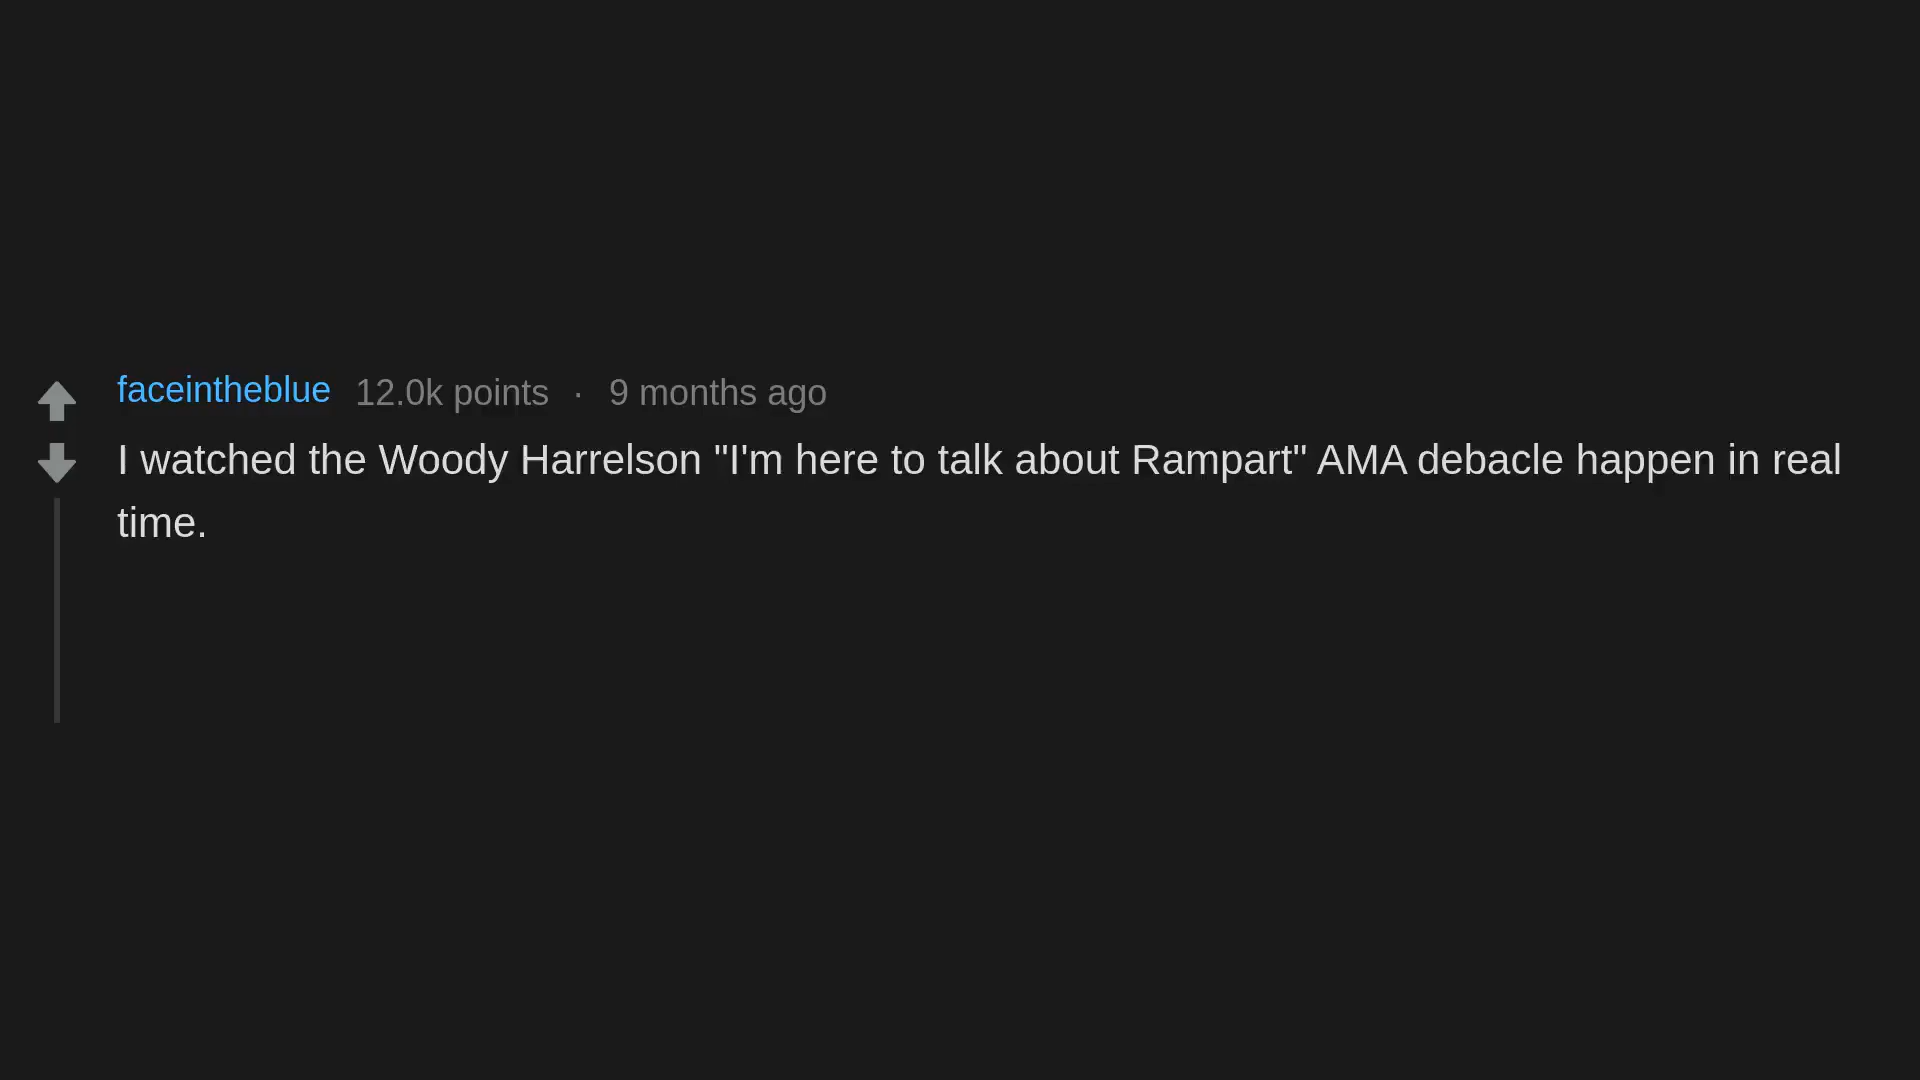 faceintheblue 12.0k points · 9 months ago
I watched the Woody Harrelson "I'm here to talk about Rampart" AMA debacle happen in real
time.